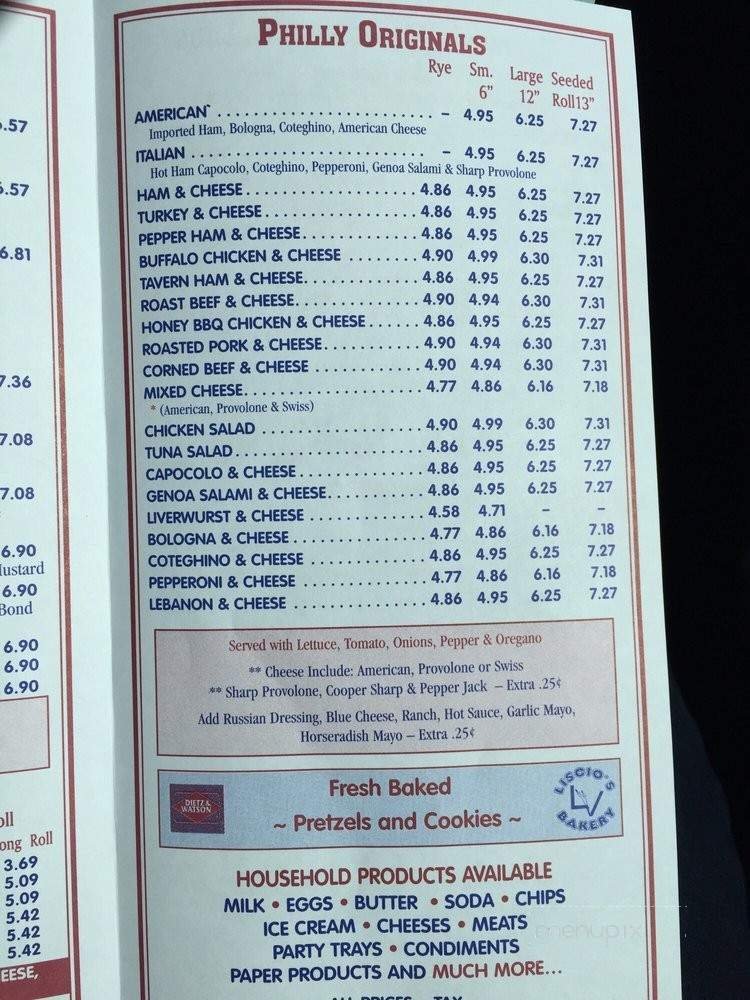 .57
6.57
6.81
7.36
7.08
7.08
6.90
Mustard
6.90
Bond
6.90
6.90
6.90
Roll
3.69
5.09
5.09
5.42
5.42
5.42
PHILLY ORIGINALS
Rye Sm. 6" Large 12" Seeded Roll13"
AMERICAN* - 4.95 6.25 7.27
Imported Ham, Bologna, Coteghino, American Cheese
ITALIAN - 4.95 6.25 7.27
Hot Ham Capocolo, Coteghino, Pepperoni, Genoa Salami & Sharp Provolone
HAM & CHEESE 4.86 4.95 6.25 7.27
TURKEY & CHEESE 4.86 4.95 6.25 7.27
PEPPER HAM & CHEESE 4.86 4.95 6.25 7.27
BUFFALO CHICKEN & CHEESE 4.90 4.99 6.30 7.31
TAVERN HAM & CHEESE 4.86 4.95 6.25 7.27
ROAST BEEF & CHEESE 4.90 4.94 6.30 7.31
HONEY BBQ CHICKEN & CHEESE 4.86 4.95 6.25 7.27
ROASTED PORK & CHEESE 4.90 4.94 6.30 7.31
CORNED BEEF & CHEESE 4.90 4.94 6.30 7.31
MIXED CHEESE 4.77 4.86 6.16 7.18
* (American, Provolone & Swiss)
CHICKEN SALAD 4.90 4.99 6.30 7.31
TUNA SALAD 4.86 4.95 6.25 7.27
CAPOCOLO & CHEESE 4.86 4.95 6.25 7.27
GENOA SALAMI & CHEESE 4.86 4.95 6.25 7.27
LIVERWURST & CHEESE 4.58 4.71 - -
BOLOGNA & CHEESE 4.77 4.86 6.16 7.18
COTEGHINO & CHEESE 4.86 4.95 6.25 7.27
PEPPERONI & CHEESE 4.77 4.86 6.16 7.18
LEBANON & CHEESE 4.86 4.95 6.25 7.27
Served with Lettuce, Tomato, Onions, Pepper & Oregano
** Cheese Include: American, Provolone or Swiss
** Sharp Provolone, Cooper Sharp & Pepper Jack – Extra .25¢
Add Russian Dressing, Blue Cheese, Ranch, Hot Sauce, Garlic Mayo,
Horseradish Mayo – Extra .25¢
DIETZ & WATSON
Fresh Baked
~ Pretzels and Cookies ~
LISCIO'S BAKERY
HOUSEHOLD PRODUCTS AVAILABLE
MILK • EGGS • BUTTER • SODA • CHIPS
ICE CREAM • CHEESES • MEATS
PARTY TRAYS • CONDIMENTS
PAPER PRODUCTS AND MUCH MORE...
menupix